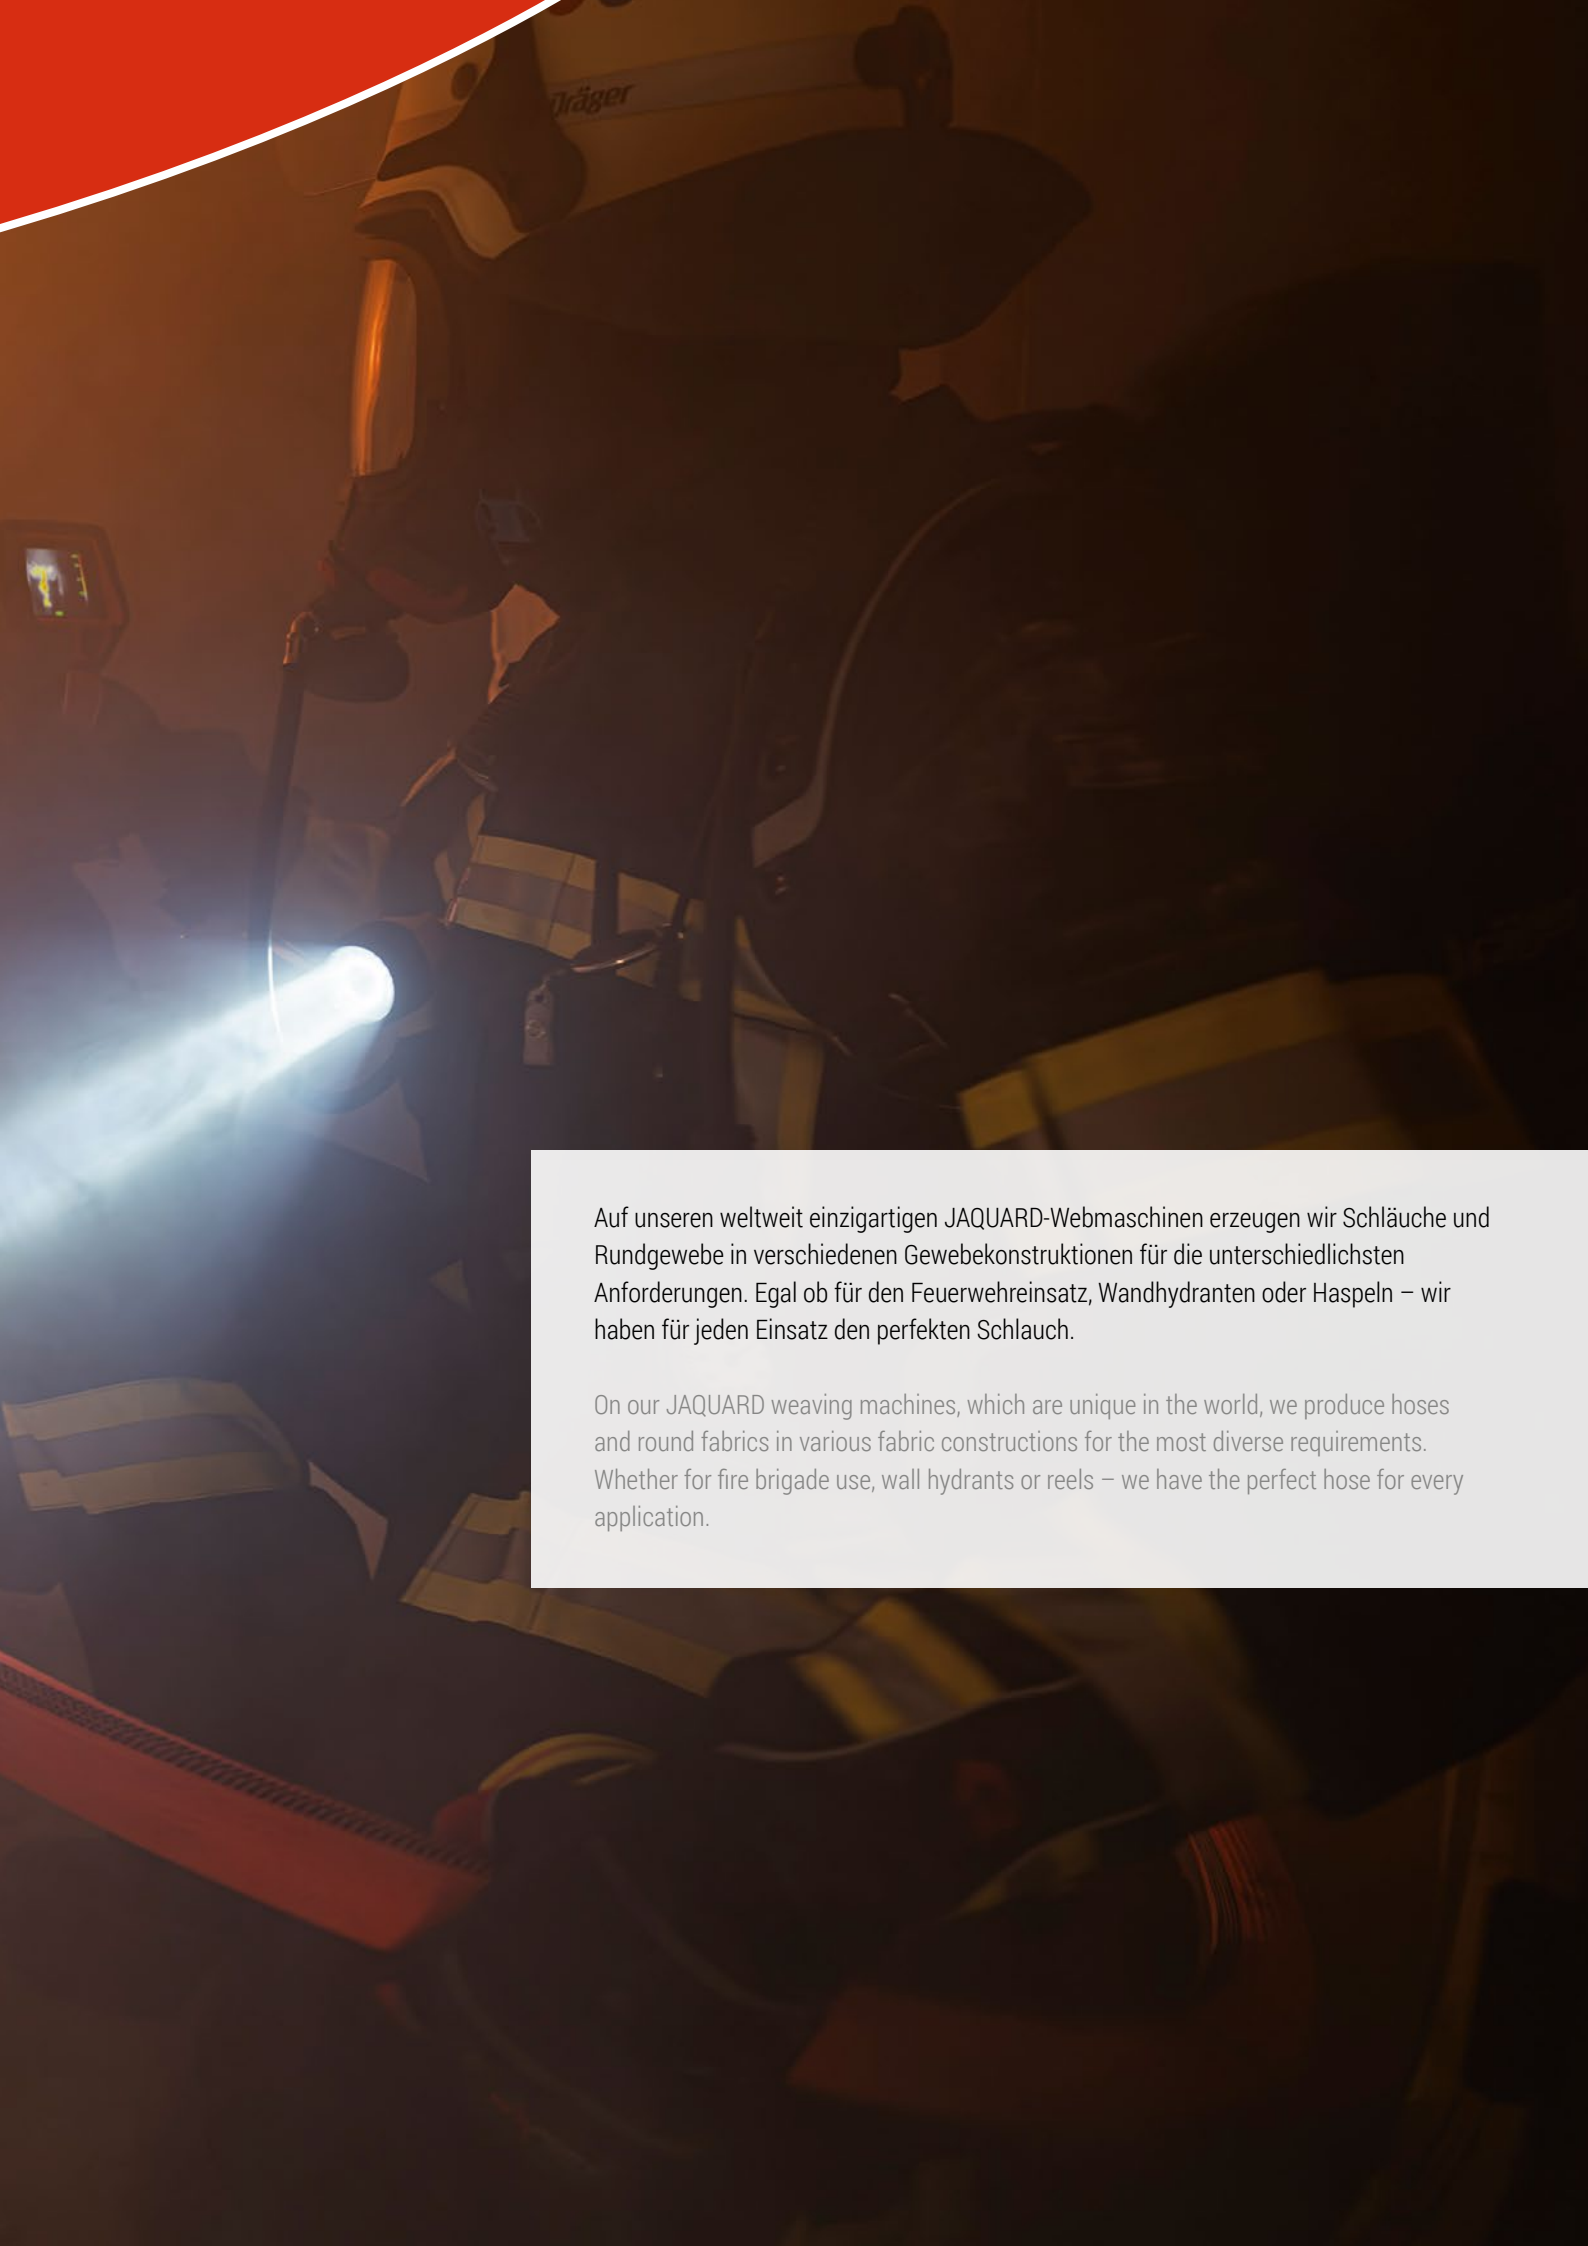 Dräger
Auf unseren weltweit einzigartigen JAQUARD-Webmaschinen erzeugen wir Schläuche und
Rundgewebe in verschiedenen Gewebekonstruktionen für die unterschiedlichsten
Anforderungen. Egal ob für den Feuerwehreinsatz, Wandhydranten oder Haspeln – wir
haben für jeden Einsatz den perfekten Schlauch.
On our JAQUARD weaving machines, which are unique in the world, we produce hoses
and round fabrics in various fabric constructions for the most diverse requirements.
Whether for fire brigade use, wall hydrants or reels – we have the perfect hose for every
application.